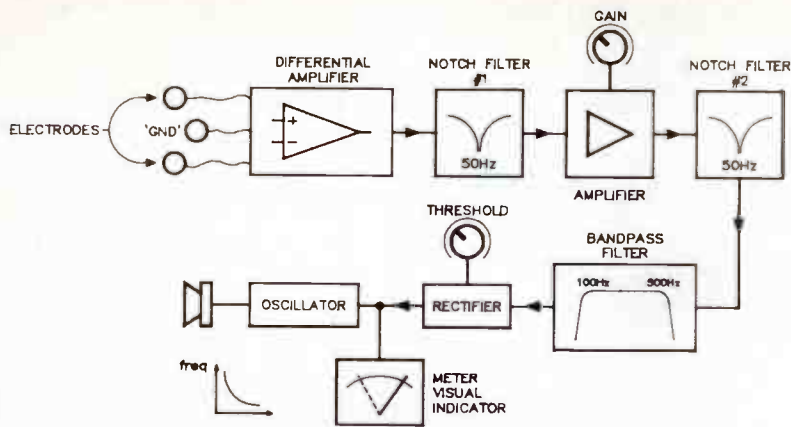 GAIN
DIFFERENTIAL
AMPLIFIER
NOTCH FILTER
#1
NOTCH FILTER
#2
ELECTRODES
'GND'
+
−
50Hz
50Hz
AMPLIFIER
THRESHOLD
BANDPASS
FILTER
100Hz
900Hz
OSCILLATOR
RECTIFIER
freq
METER
VISUAL
INDICATOR